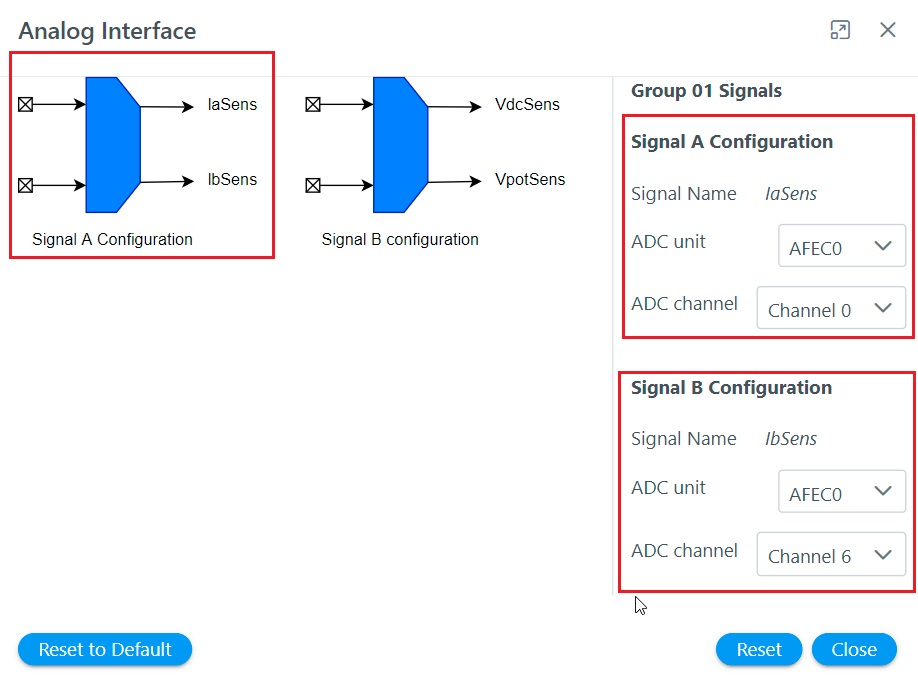 Analog Interface
IaSens
IbSens
Signal A Configuration
VdcSens
VpotSens
Signal B configuration
Group 01 Signals
Signal A Configuration
Signal Name IaSens
ADC unit AFEC0
ADC channel Channel 0
Signal B Configuration
Signal Name IbSens
ADC unit AFEC0
ADC channel Channel 6
Reset to Default
Reset
Close